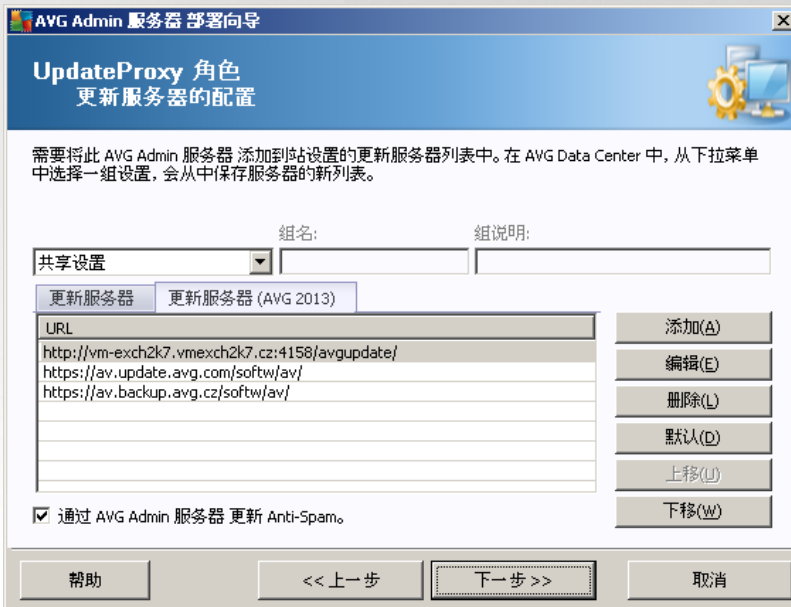 AVG Admin 服务器 部署向导
UpdateProxy 角色
更新服务器的配置
需要将此 AVG Admin 服务器 添加到站设置的更新服务器列表中。在 AVG Data Center 中, 从下拉菜单
中选择一组设置, 会从中保存服务器的新列表。
组名: 组说明:
共享设置
更新服务器 更新服务器 (AVG 2013)
URL
http://vm-exch2k7.vmexch2k7.cz:4158/avgupdate/
https://av.update.avg.com/softw/av/
https://av.backup.avg.cz/softw/av/
添加(A)
编辑(E)
删除(L)
默认(D)
上移(U)
下移(W)
通过 AVG Admin 服务器 更新 Anti-Spam。
帮助 <<上一步 下一步>> 取消